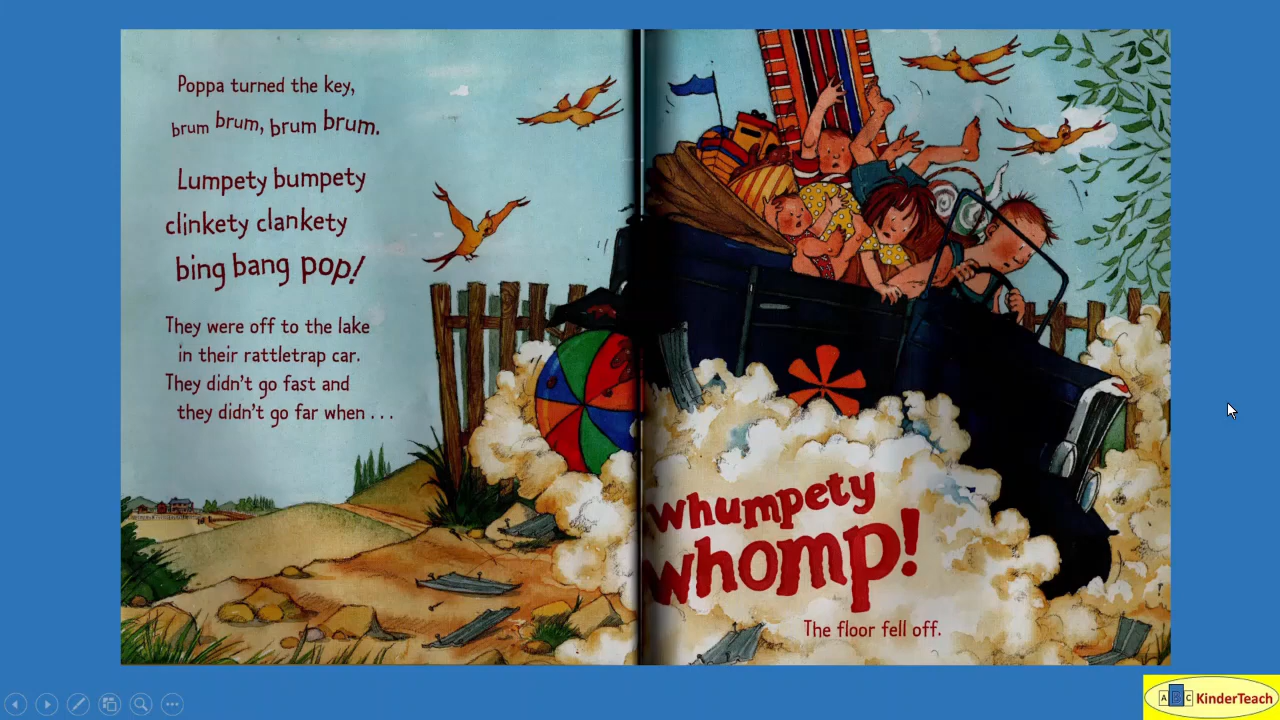 Poppa turned the key,
brum brum, brum brum.
Lumpety bumpety
clinkety clankety
bing bang pop!
They were off to the lake
in their rattletrap car.
They didn't go fast and
they didn't go far when . . .
Whumpety
whomp!
The floor fell off.
A B C KinderTeach